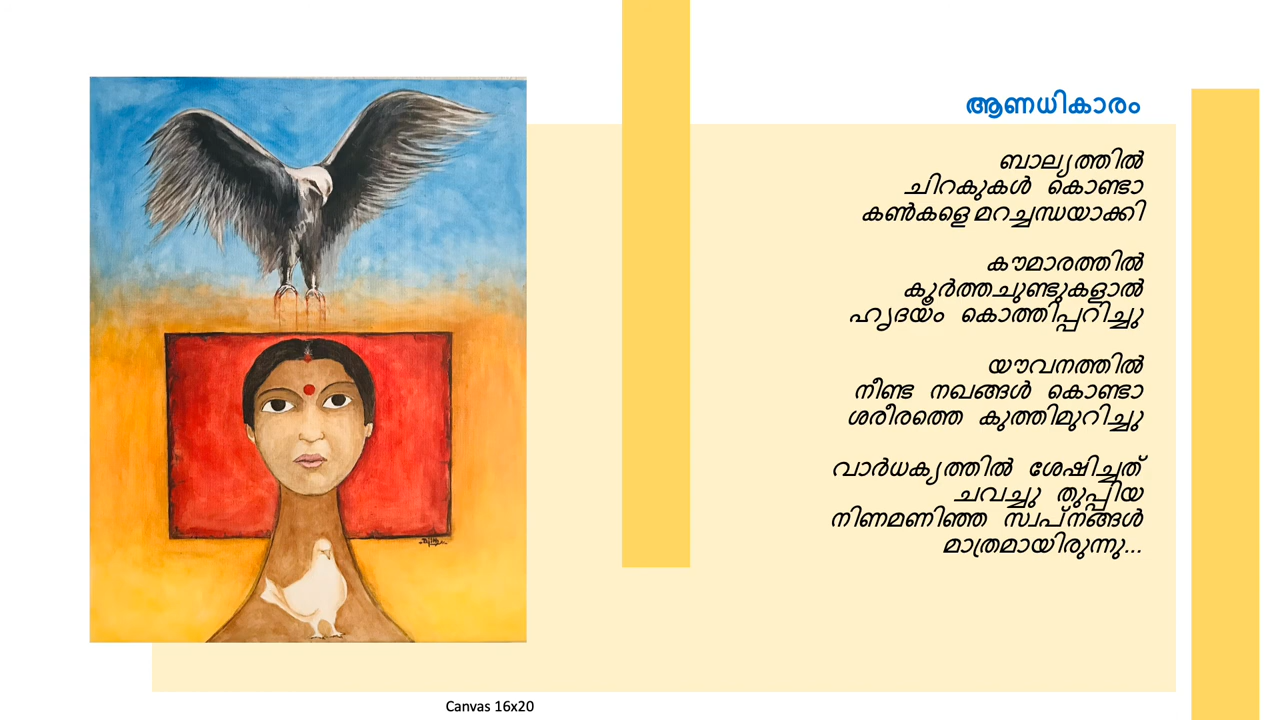 ആണധികാരം
ബാല്യത്തിൽ
ചിറകുകൾ കൊണ്ടാ
കൺകളെ മറച്ചന്ധയാക്കി
കൗമാരത്തിൽ
കൂർത്തചുണ്ടുകളാൽ
ഹൃദയം കൊത്തിപ്പറിച്ചു
യൗവനത്തിൽ
നീണ്ട നഖങ്ങൾ കൊണ്ടാ
ശരീരത്തെ കുത്തിമുറിച്ചു
വാർധക്യത്തിൽ ശേഷിച്ചത്
ചവച്ചു തുപ്പിയ
നിണമണിഞ്ഞ സ്വപ്നങ്ങൾ
മാത്രമായിരുന്നു...
Canvas 16x20